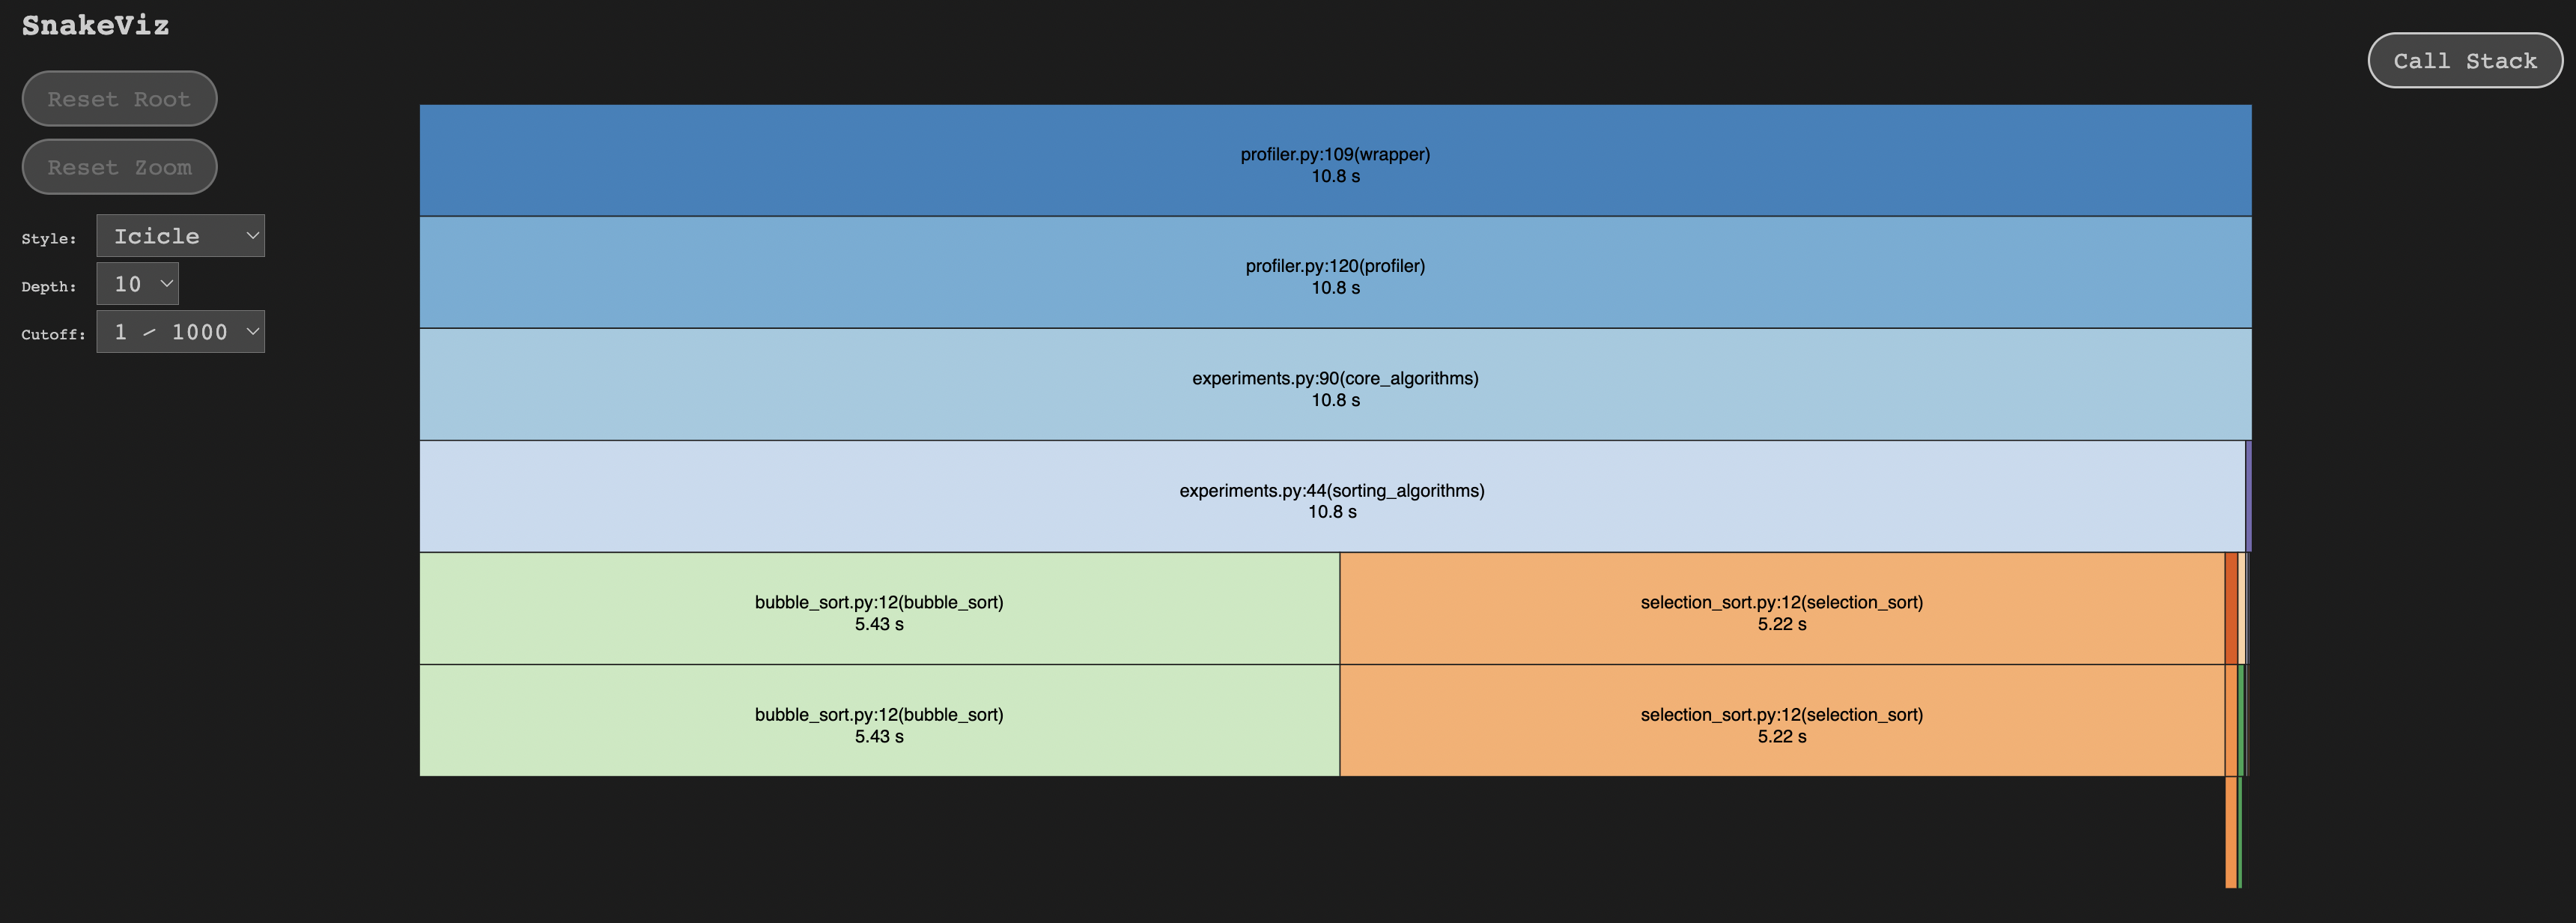 SnakeViz
Call Stack
Reset Root
Reset Zoom
Style: Icicle
Depth: 10
Cutoff: 1 / 1000
profiler.py:109(wrapper)
10.8 s
profiler.py:120(profiler)
10.8 s
experiments.py:90(core_algorithms)
10.8 s
experiments.py:44(sorting_algorithms)
10.8 s
bubble_sort.py:12(bubble_sort)
5.43 s
selection_sort.py:12(selection_sort)
5.22 s
bubble_sort.py:12(bubble_sort)
5.43 s
selection_sort.py:12(selection_sort)
5.22 s